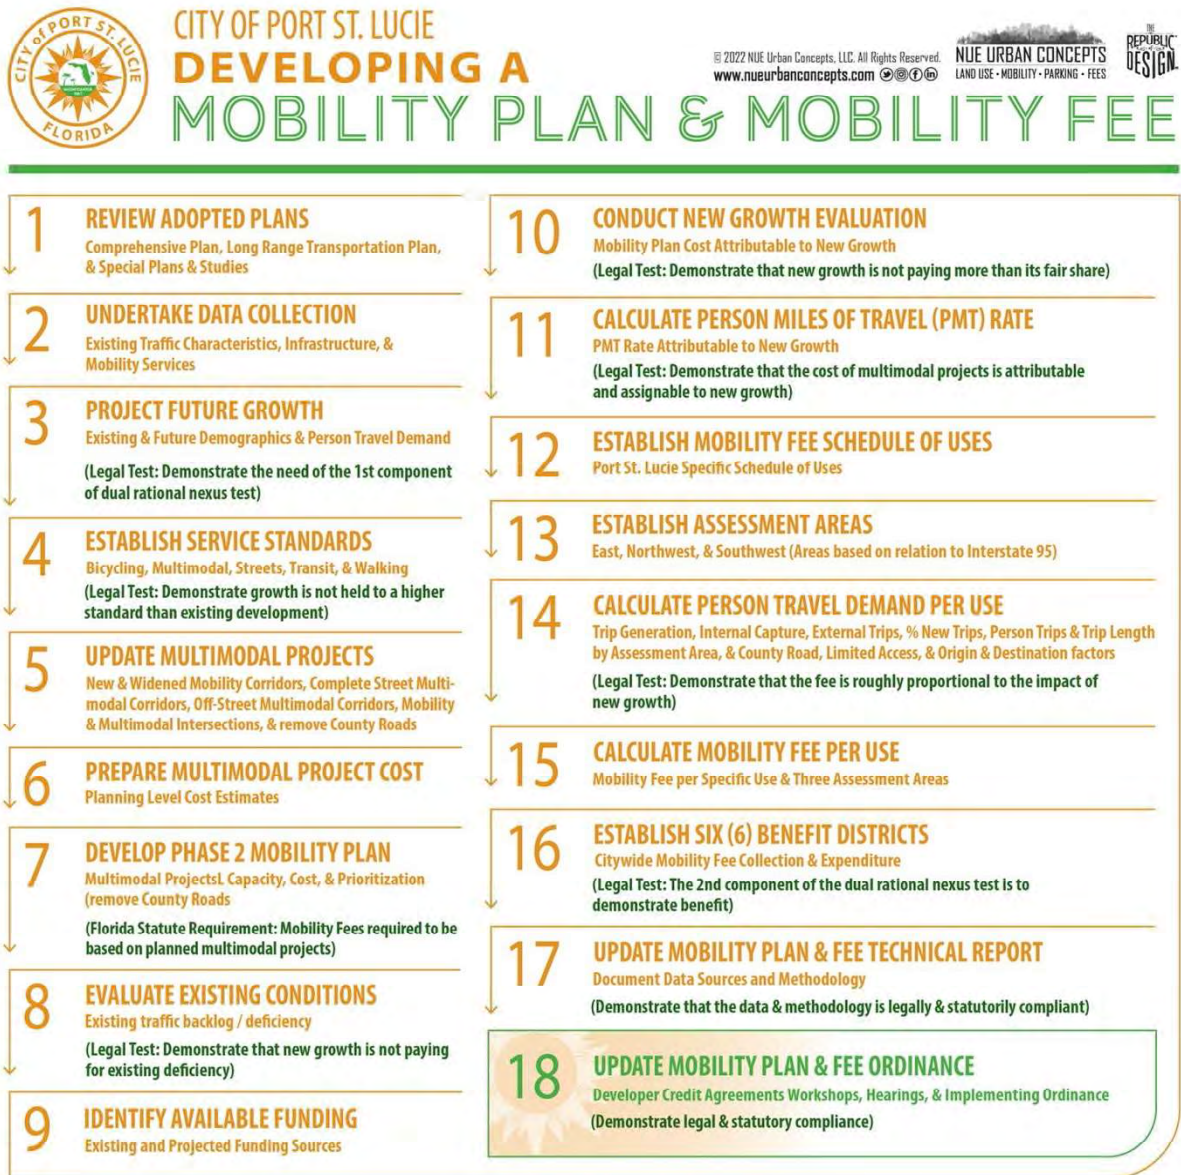 CITY of PORT ST. LUCIE
FLORIDA
CITY OF PORT ST. LUCIE
DEVELOPING A
MOBILITY PLAN & MOBILITY FEE
© 2022 NUE Urban Concepts, LLC. All Rights Reserved.
www.nueurbanconcepts.com
NUE URBAN CONCEPTS
LAND USE • MOBILITY • PARKING • FEES
THE
REPUBLIC
DESIGN
1
REVIEW ADOPTED PLANS
Comprehensive Plan, Long Range Transportation Plan,
& Special Plans & Studies
2
UNDERTAKE DATA COLLECTION
Existing Traffic Characteristics, Infrastructure, &
Mobility Services
3
PROJECT FUTURE GROWTH
Existing & Future Demographics & Person Travel Demand
(Legal Test: Demonstrate the need of the 1st component
of dual rational nexus test)
4
ESTABLISH SERVICE STANDARDS
Bicycling, Multimodal, Streets, Transit, & Walking
(Legal Test: Demonstrate growth is not held to a higher
standard than existing development)
5
UPDATE MULTIMODAL PROJECTS
New & Widened Mobility Corridors, Complete Street Multi-
modal Corridors, Off-Street Multimodal Corridors, Mobility
& Multimodal Intersections, & remove County Roads
6
PREPARE MULTIMODAL PROJECT COST
Planning Level Cost Estimates
7
DEVELOP PHASE 2 MOBILITY PLAN
Multimodal ProjectsL Capacity, Cost, & Prioritization
(remove County Roads
(Florida Statute Requirement: Mobility Fees required to be
based on planned multimodal projects)
8
EVALUATE EXISTING CONDITIONS
Existing traffic backlog / deficiency
(Legal Test: Demonstrate that new growth is not paying
for existing deficiency)
9
IDENTIFY AVAILABLE FUNDING
Existing and Projected Funding Sources
10
CONDUCT NEW GROWTH EVALUATION
Mobility Plan Cost Attributable to New Growth
(Legal Test: Demonstrate that new growth is not paying more than its fair share)
11
CALCULATE PERSON MILES OF TRAVEL (PMT) RATE
PMT Rate Attributable to New Growth
(Legal Test: Demonstrate that the cost of multimodal projects is attributable
and assignable to new growth)
12
ESTABLISH MOBILITY FEE SCHEDULE OF USES
Port St. Lucie Specific Schedule of Uses
13
ESTABLISH ASSESSMENT AREAS
East, Northwest, & Southwest (Areas based on relation to Interstate 95)
14
CALCULATE PERSON TRAVEL DEMAND PER USE
Trip Generation, Internal Capture, External Trips, % New Trips, Person Trips & Trip Length
by Assessment Area, & County Road, Limited Access, & Origin & Destination factors
(Legal Test: Demonstrate that the fee is roughly proportional to the impact of
new growth)
15
CALCULATE MOBILITY FEE PER USE
Mobility Fee per Specific Use & Three Assessment Areas
16
ESTABLISH SIX (6) BENEFIT DISTRICTS
Citywide Mobility Fee Collection & Expenditure
(Legal Test: The 2nd component of the dual rational nexus test is to
demonstrate benefit)
17
UPDATE MOBILITY PLAN & FEE TECHNICAL REPORT
Document Data Sources and Methodology
(Demonstrate that the data & methodology is legally & statutorily compliant)
18
UPDATE MOBILITY PLAN & FEE ORDINANCE
Developer Credit Agreements Workshops, Hearings, & Implementing Ordinance
(Demonstrate legal & statutory compliance)